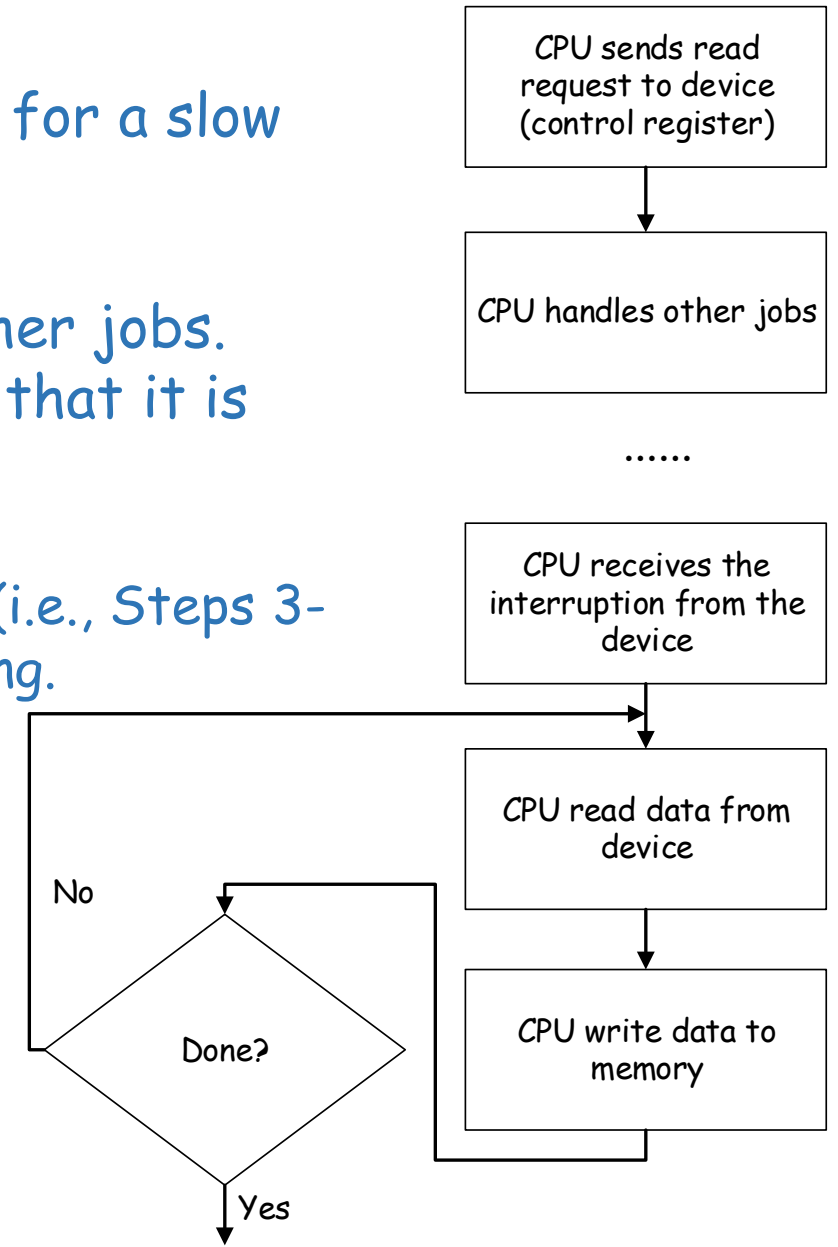 for a slow
ner jobs.
that it is
(i.e., Steps 3-
ng.
CPU sends read
request to device
(control register)
CPU handles other jobs
......
CPU receives the
interruption from the
device
CPU read data from
device
CPU write data to
memory
No
Done?
Yes